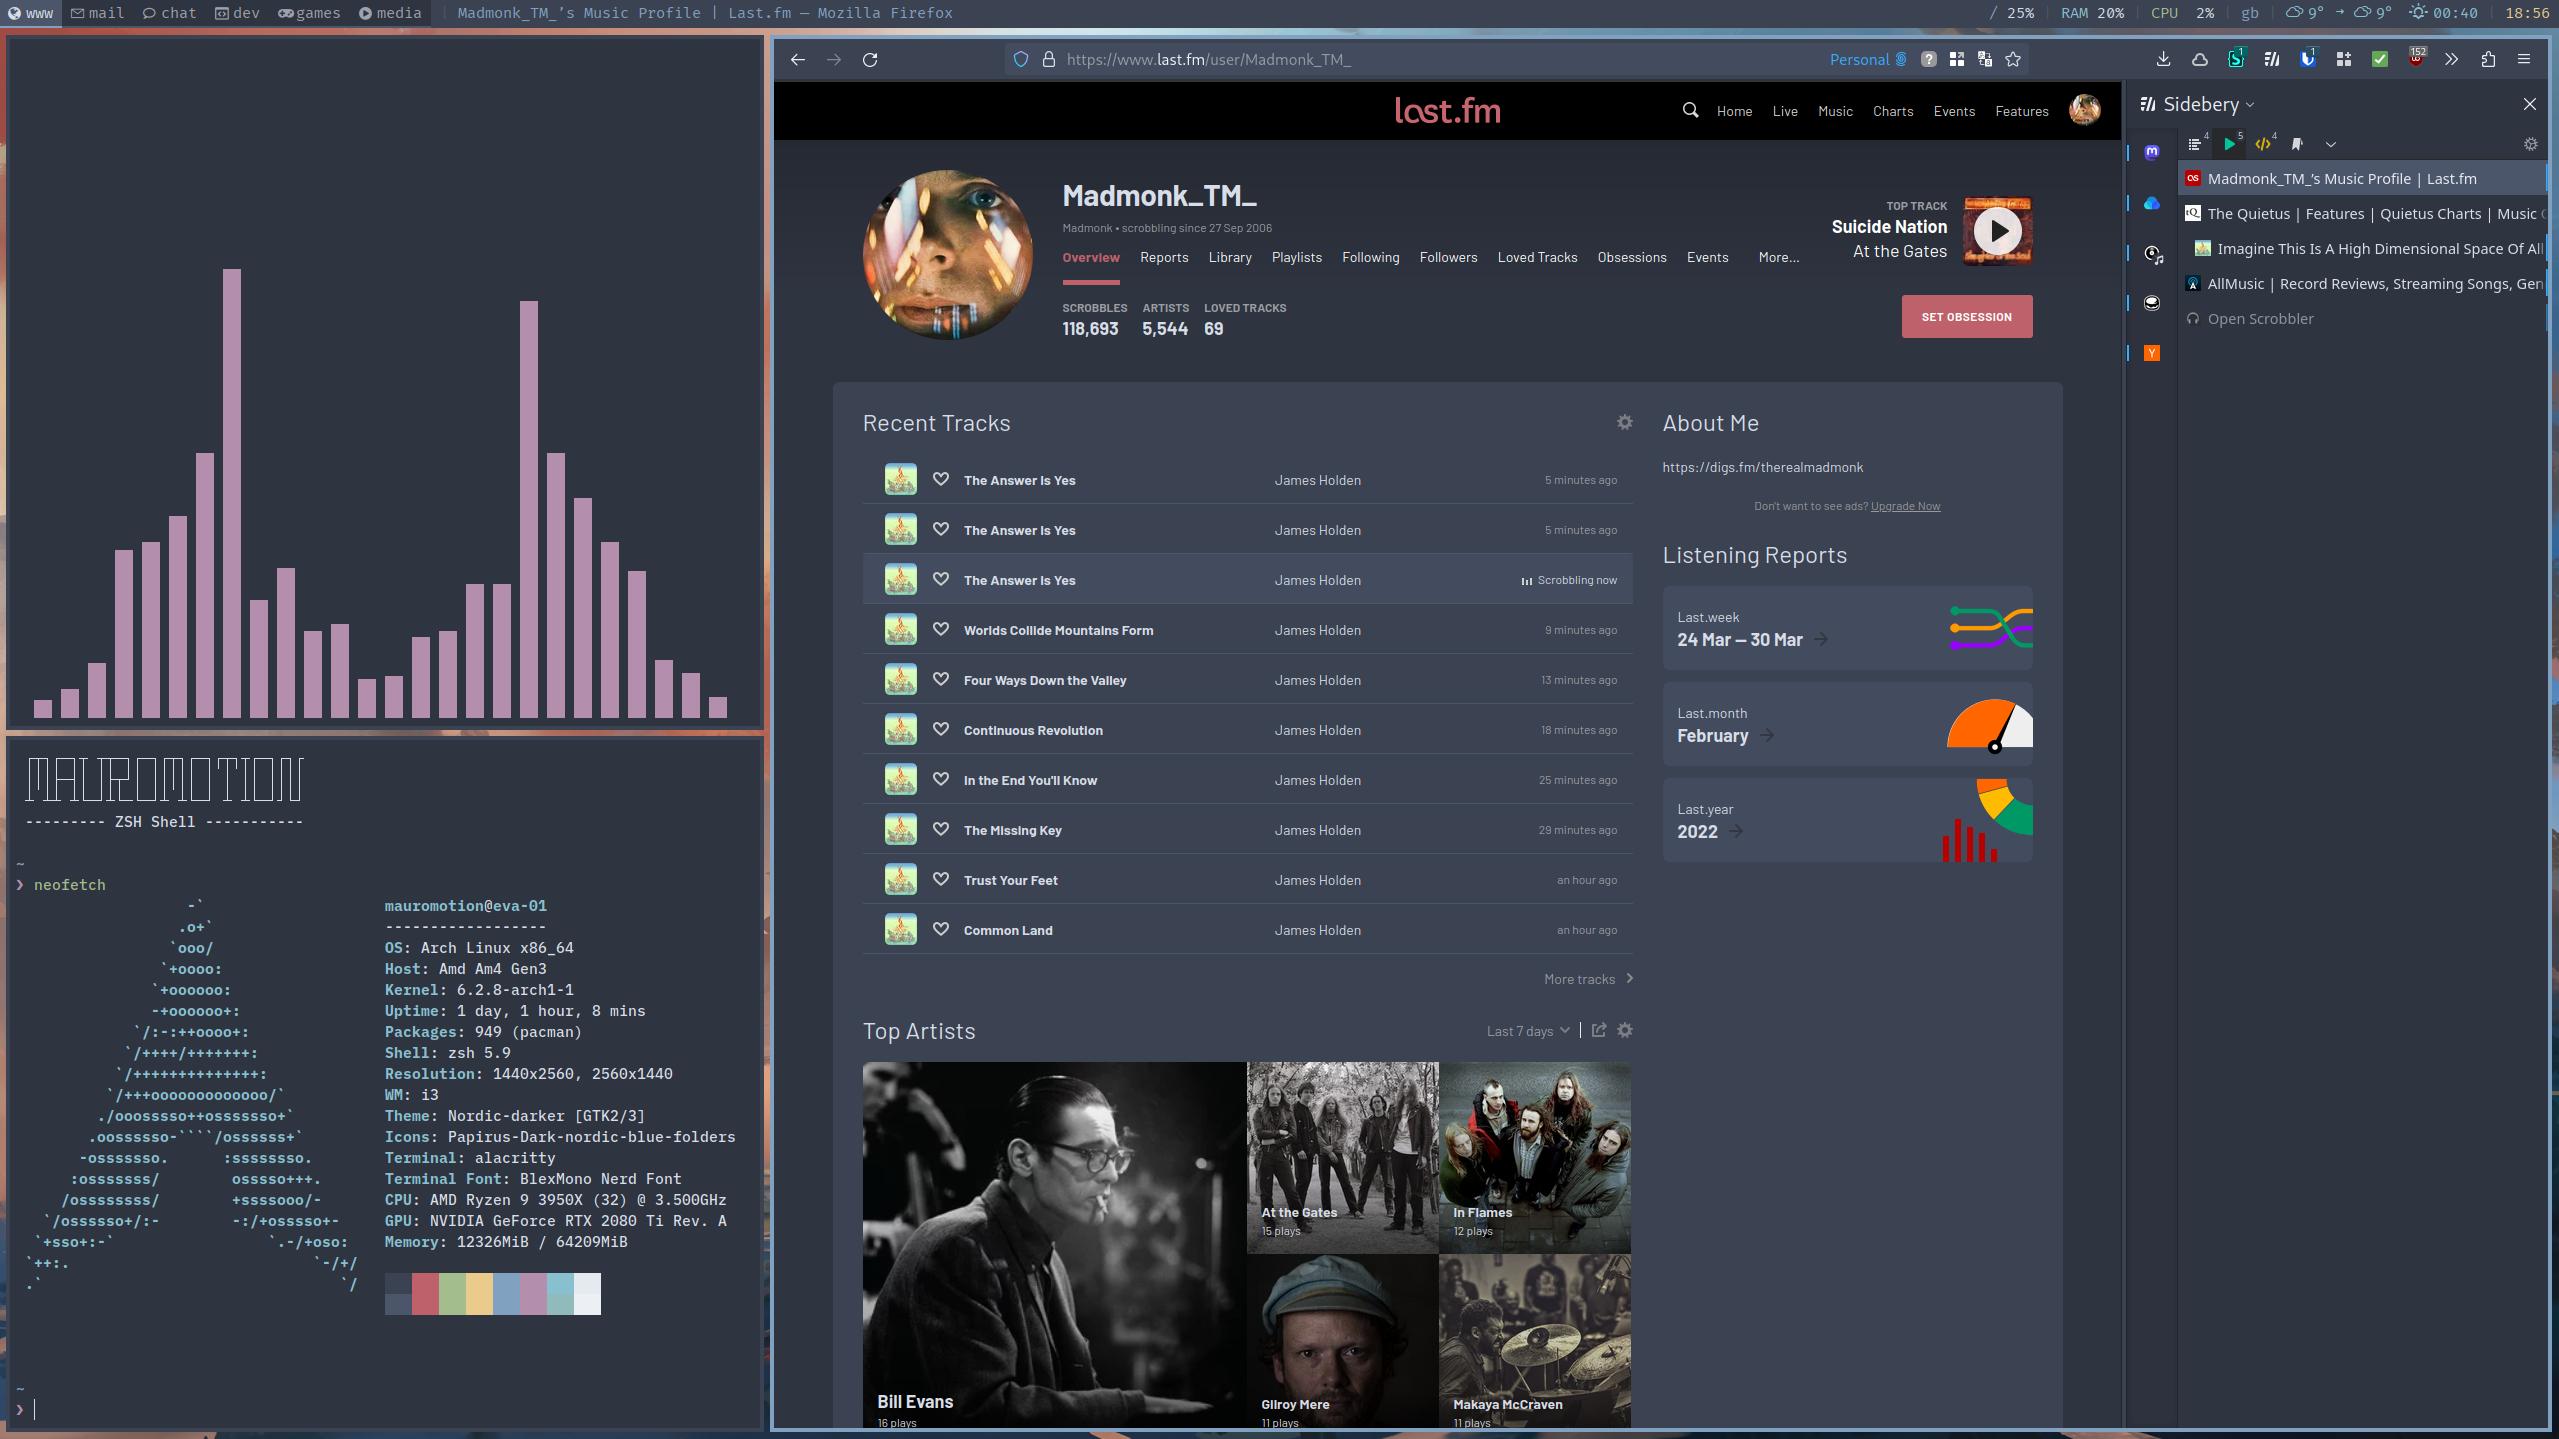 www mail chat dev games media Madmonk_TM_'s Music Profile | Last.fm — Mozilla Firefox / 25% RAM 20% CPU 2% gb 9° → 9° 00:40 18:56
https://www.last.fm/user/Madmonk_TM_ Personal 1 1 152
last.fm
Home Live Music Charts Events Features
Madmonk_TM_
Madmonk • scrobbling since 27 Sep 2006
Overview Reports Library Playlists Following Followers Loved Tracks Obsessions Events More...
SCROBBLES ARTISTS LOVED TRACKS
118,693 5,544 69
TOP TRACK
Suicide Nation
At the Gates
SET OBSESSION
Recent Tracks
The Answer Is Yes James Holden 5 minutes ago
The Answer Is Yes James Holden 5 minutes ago
The Answer Is Yes James Holden Scrobbling now
Worlds Collide Mountains Form James Holden 9 minutes ago
Four Ways Down the Valley James Holden 13 minutes ago
Continuous Revolution James Holden 18 minutes ago
In the End You'll Know James Holden 25 minutes ago
The Missing Key James Holden 29 minutes ago
Trust Your Feet James Holden an hour ago
Common Land James Holden an hour ago
More tracks
Top Artists
Last 7 days
Bill Evans
16 plays
At the Gates
15 plays
In Flames
12 plays
Gilroy Mere
11 plays
Makaya McCraven
11 plays
About Me
https://digs.fm/therealmadmonk
Don't want to see ads? Upgrade Now
Listening Reports
Last.week
24 Mar — 30 Mar
Last.month
February
Last.year
2022
Sidebery
4 5 4
Madmonk_TM_'s Music Profile | Last.fm
The Quietus | Features | Quietus Charts | Music
Imagine This Is A High Dimensional Space Of All
AllMusic | Record Reviews, Streaming Songs, Gen
Open Scrobbler
MAUROMOTION
--------- ZSH Shell -----------
~
❯ neofetch
mauromotion@eva-01
------------------
OS: Arch Linux x86_64
Host: Amd Am4 Gen3
Kernel: 6.2.8-arch1-1
Uptime: 1 day, 1 hour, 8 mins
Packages: 949 (pacman)
Shell: zsh 5.9
Resolution: 1440x2560, 2560x1440
WM: i3
Theme: Nordic-darker [GTK2/3]
Icons: Papirus-Dark-nordic-blue-folders
Terminal: alacritty
Terminal Font: BlexMono Nerd Font
CPU: AMD Ryzen 9 3950X (32) @ 3.500GHz
GPU: NVIDIA GeForce RTX 2080 Ti Rev. A
Memory: 12326MiB / 64209MiB
~
❯